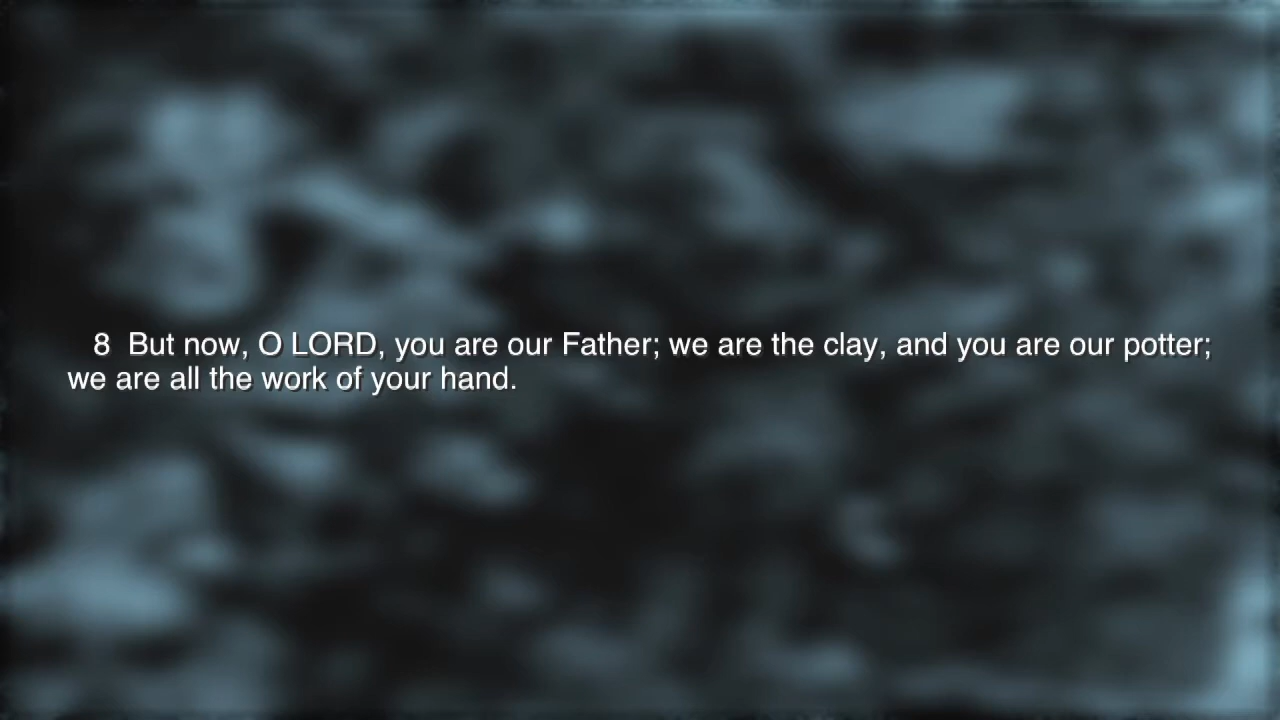 8 But now, O LORD, you are our Father; we are the clay, and you are our potter;
we are all the work of your hand.